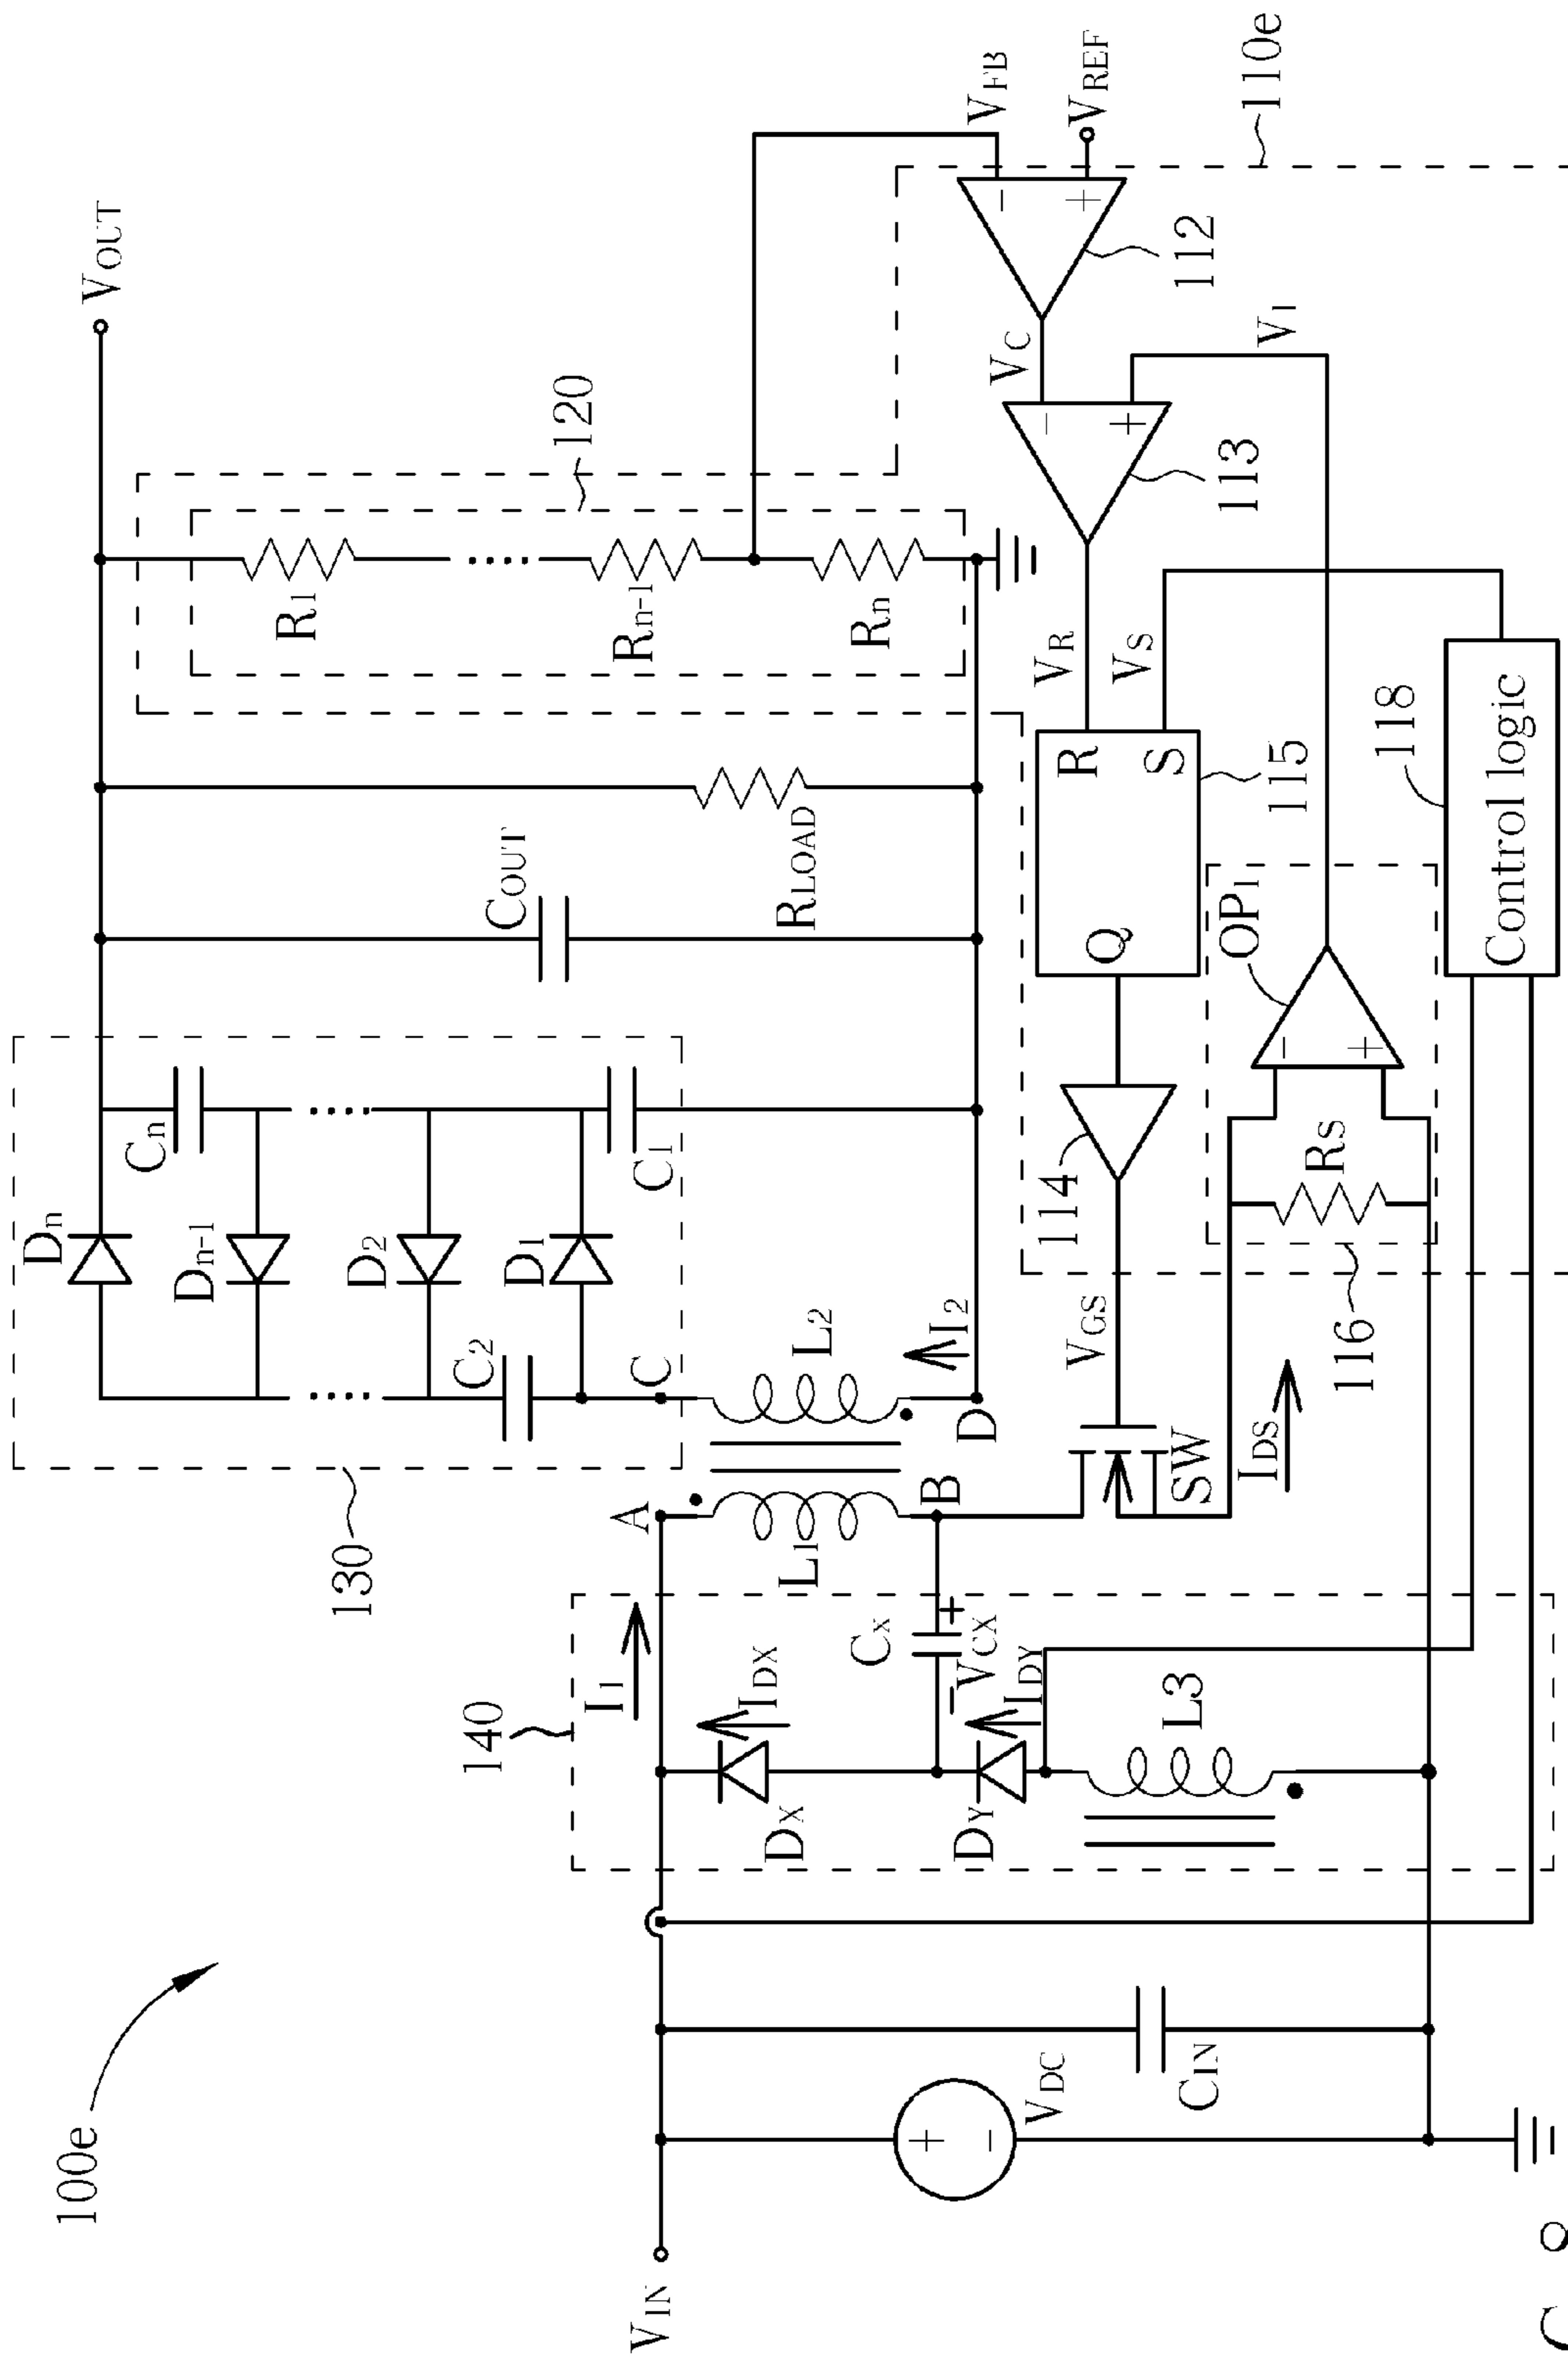 100e
VIN
VDC
CIN
140
I1
DX
IDX
DY
IDY
CX
+
VCX
-
L3
A
B
L1
L2
C
D
I2
130
Dn
Dn-1
D2
D1
Cn
C2
C1
COUT
RLOAD
VOUT
120
R1
Rn-1
Rn
VFB
VREF
110e
112
VC
113
VI
VR
VS
R
S
Q
115
114
VGS
SW
IDS
116
RS
OP1
118
Control logic